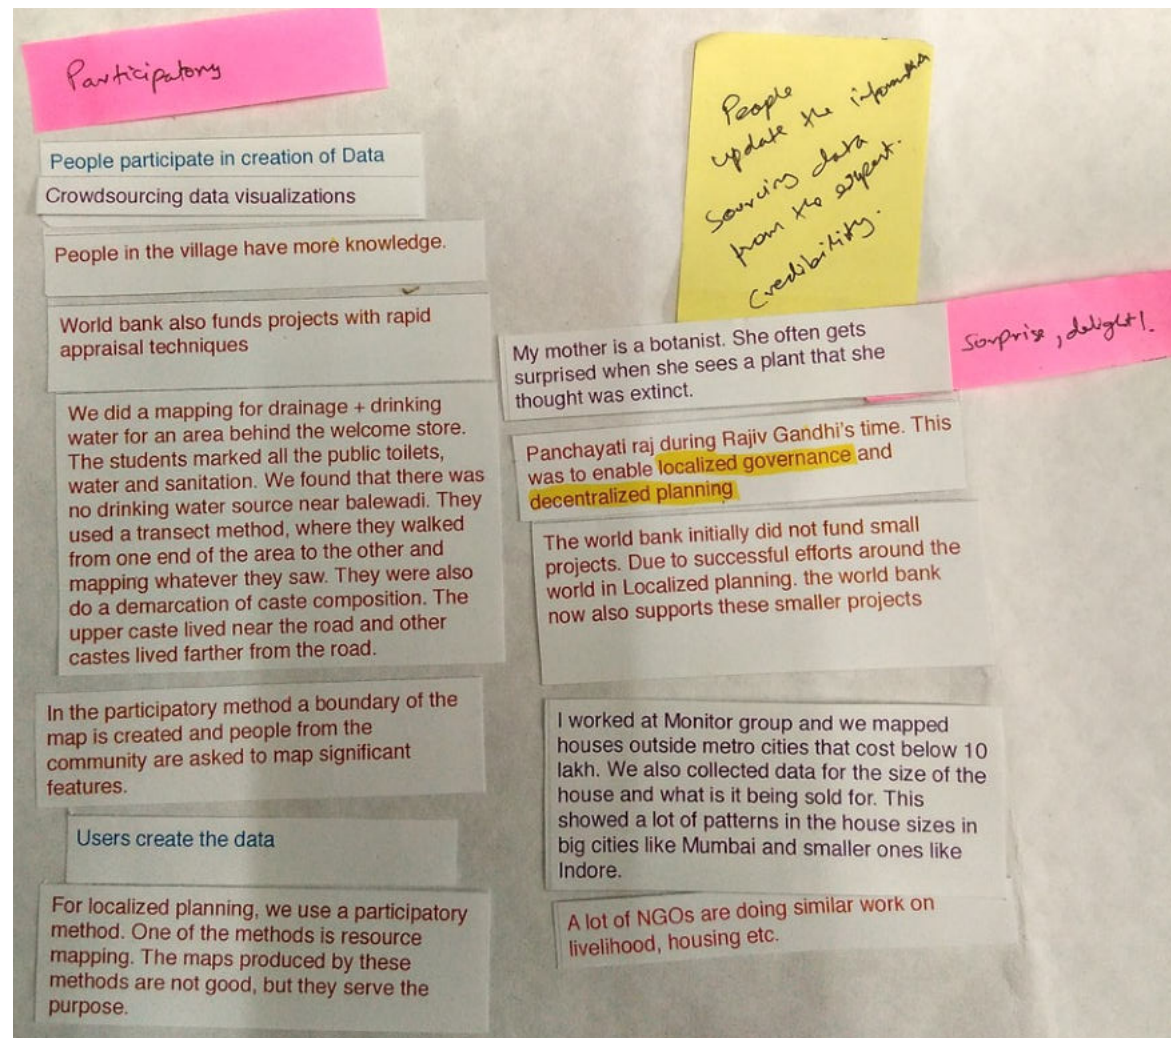 Participatory
People participate in creation of Data
Crowdsourcing data visualizations
People in the village have more knowledge.
World bank also funds projects with rapid
appraisal techniques
We did a mapping for drainage + drinking
water for an area behind the welcome store.
The students marked all the public toilets,
water and sanitation. We found that there was
no drinking water source near balewadi. They
used a transect method, where they walked
from one end of the area to the other and
mapping whatever they saw. They were also
do a demarcation of caste composition. The
upper caste lived near the road and other
castes lived farther from the road.
In the participatory method a boundary of the
map is created and people from the
community are asked to map significant
features.
Users create the data
For localized planning, we use a participatory
method. One of the methods is resource
mapping. The maps produced by these
methods are not good, but they serve the
purpose.
People
update the information
Sourcing data
from the expert.
Credibility.
My mother is a botanist. She often gets
surprised when she sees a plant that she
thought was extinct.
Surprise, delight!
Panchayati raj during Rajiv Gandhi's time. This
was to enable localized governance and
decentralized planning
The world bank initially did not fund small
projects. Due to successful efforts around the
world in Localized planning. the world bank
now also supports these smaller projects
I worked at Monitor group and we mapped
houses outside metro cities that cost below 10
lakh. We also collected data for the size of the
house and what is it being sold for. This
showed a lot of patterns in the house sizes in
big cities like Mumbai and smaller ones like
Indore.
A lot of NGOs are doing similar work on
livelihood, housing etc.